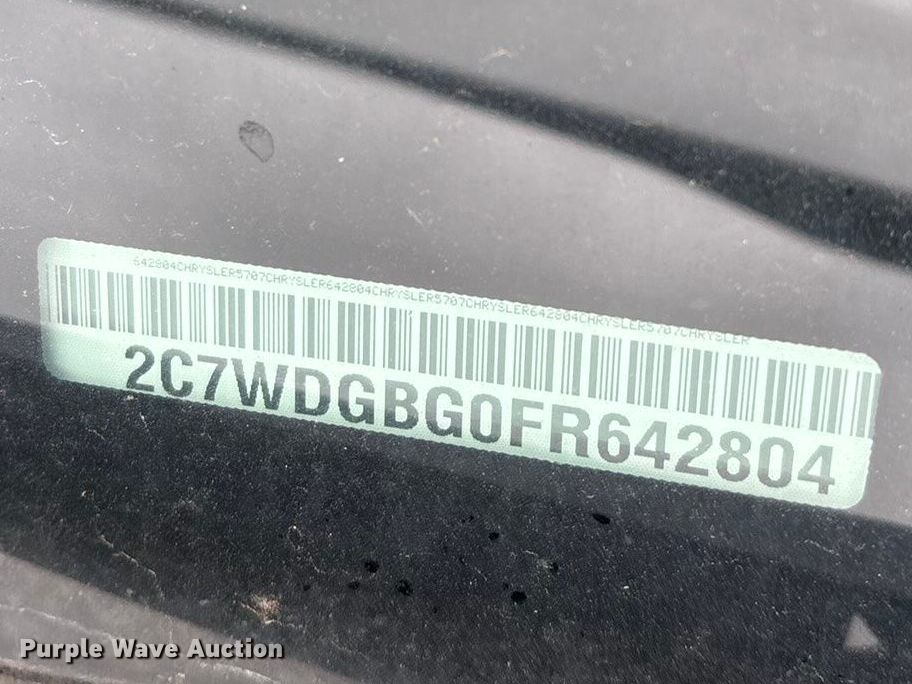 642804CHRYSLER5707CHRYSLER642804CHRYSLER5707CHRYSLER642804CHRYSLER5707CHRYSLER
2C7WDGBG0FR642804
Purple Wave Auction